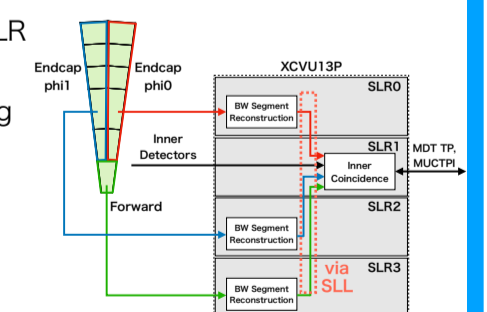 LR
g
Endcap
phi1
Endcap
phi0
Inner
Detectors
Forward
XCVU13P
SLR0
BW Segment
Reconstruction
SLR1
Inner
Coincidence
MDT TP,
MUCTPI
SLR2
BW Segment
Reconstruction
SLR3
BW Segment
Reconstruction
via
SLL